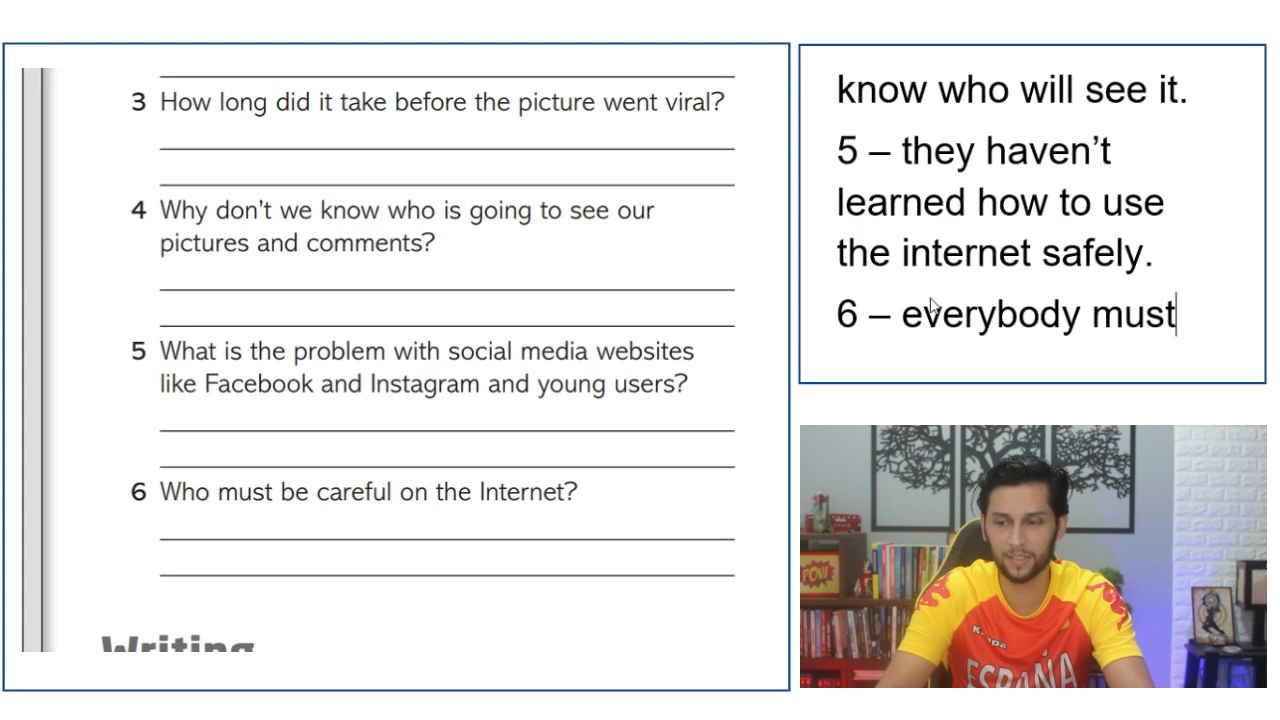 3 How long did it take before the picture went viral?
4 Why don't we know who is going to see our
pictures and comments?
5 What is the problem with social media websites
like Facebook and Instagram and young users?
6 Who must be careful on the Internet?
Writing
know who will see it.
5 – they haven't
learned how to use
the internet safely.
6 – everybody must
POW!
Kappa
ESPAÑA